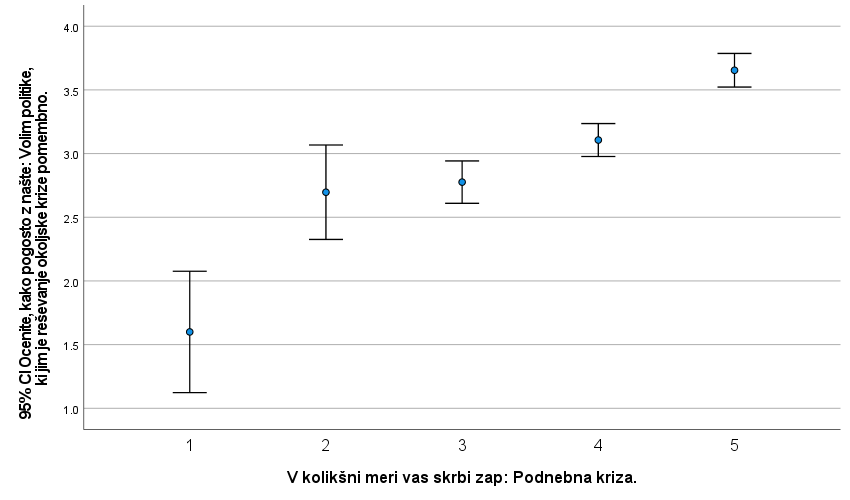 95% CI Ocenite, kako pogosto z našte: Volim politike,
ki jim je reševanje okoljske krize pomembno.
4.0
3.5
3.0
2.5
2.0
1.5
1.0
1 2 3 4 5
V kolikšni meri vas skrbi zap: Podnebna kriza.